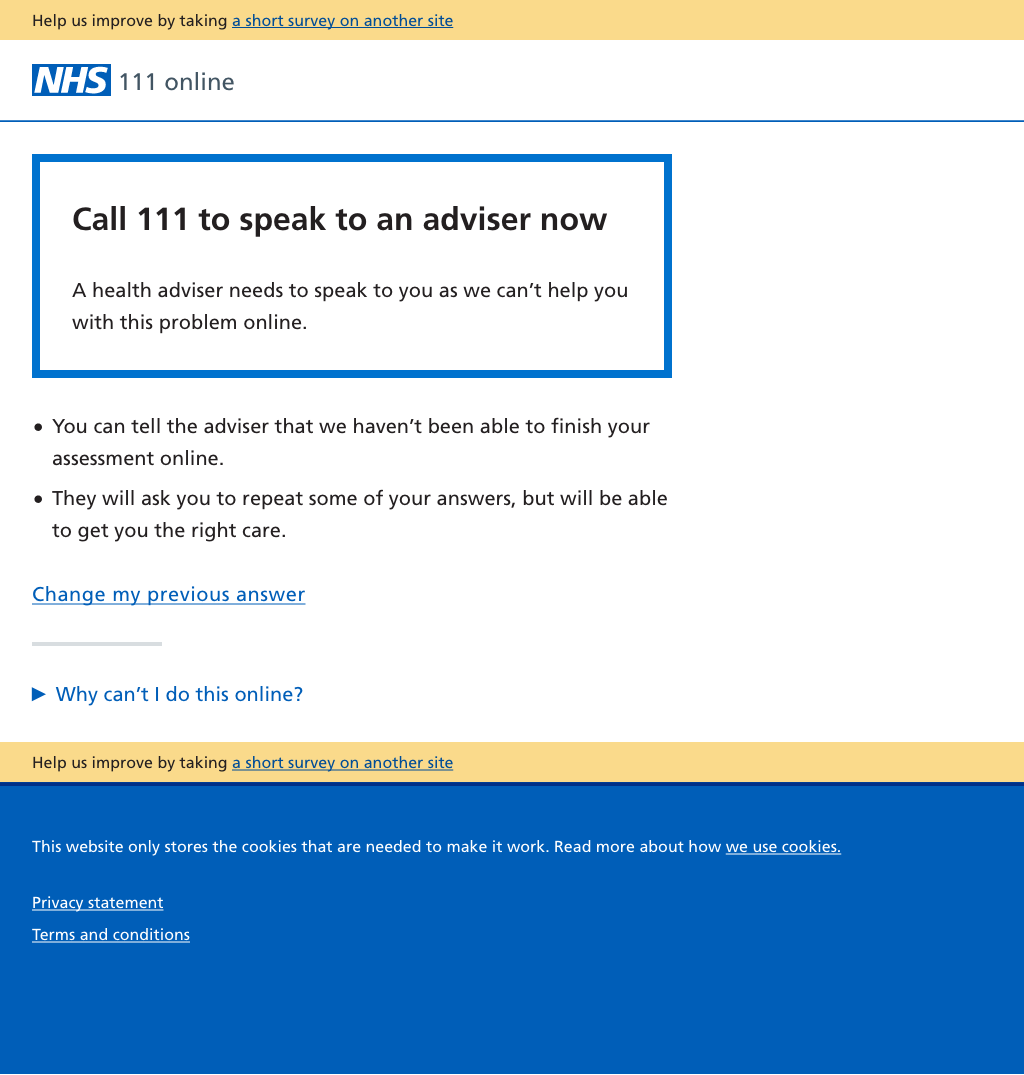 Help us improve by taking a short survey on another site
NHS 111 online
Call 111 to speak to an adviser now
A health adviser needs to speak to you as we can’t help you
with this problem online.
• You can tell the adviser that we haven’t been able to finish your
assessment online.
• They will ask you to repeat some of your answers, but will be able
to get you the right care.
Change my previous answer
Why can’t I do this online?
Help us improve by taking a short survey on another site
This website only stores the cookies that are needed to make it work. Read more about how we use cookies.
Privacy statement
Terms and conditions